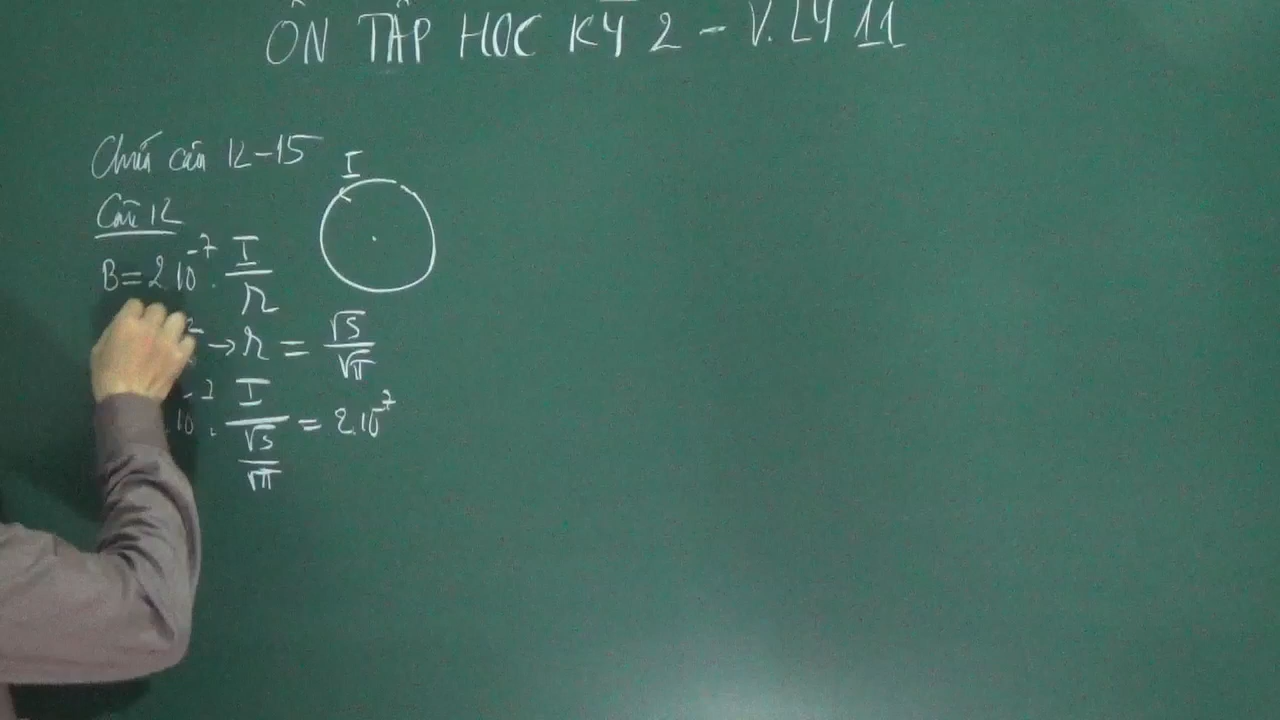 ÔN TẬP HỌC KỲ 2 - V.LÝ 11
Chữa câu 12-15
Câu 12
I
B = 2 10^-7 . I/r
2 → r = √S/√π
10^-7 . I/(√S/√π) = 2.10^-7